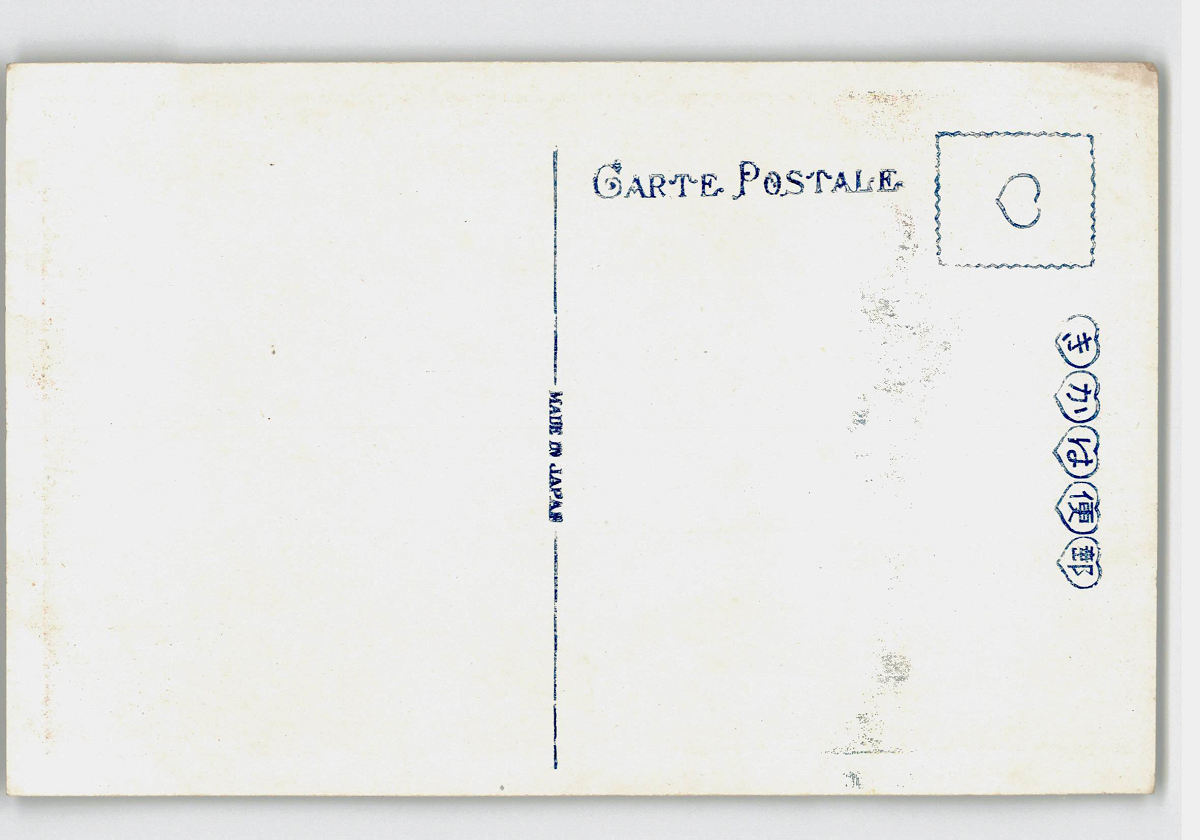 CARTE POSTALE
MADE IN JAPAN
郵便はかき